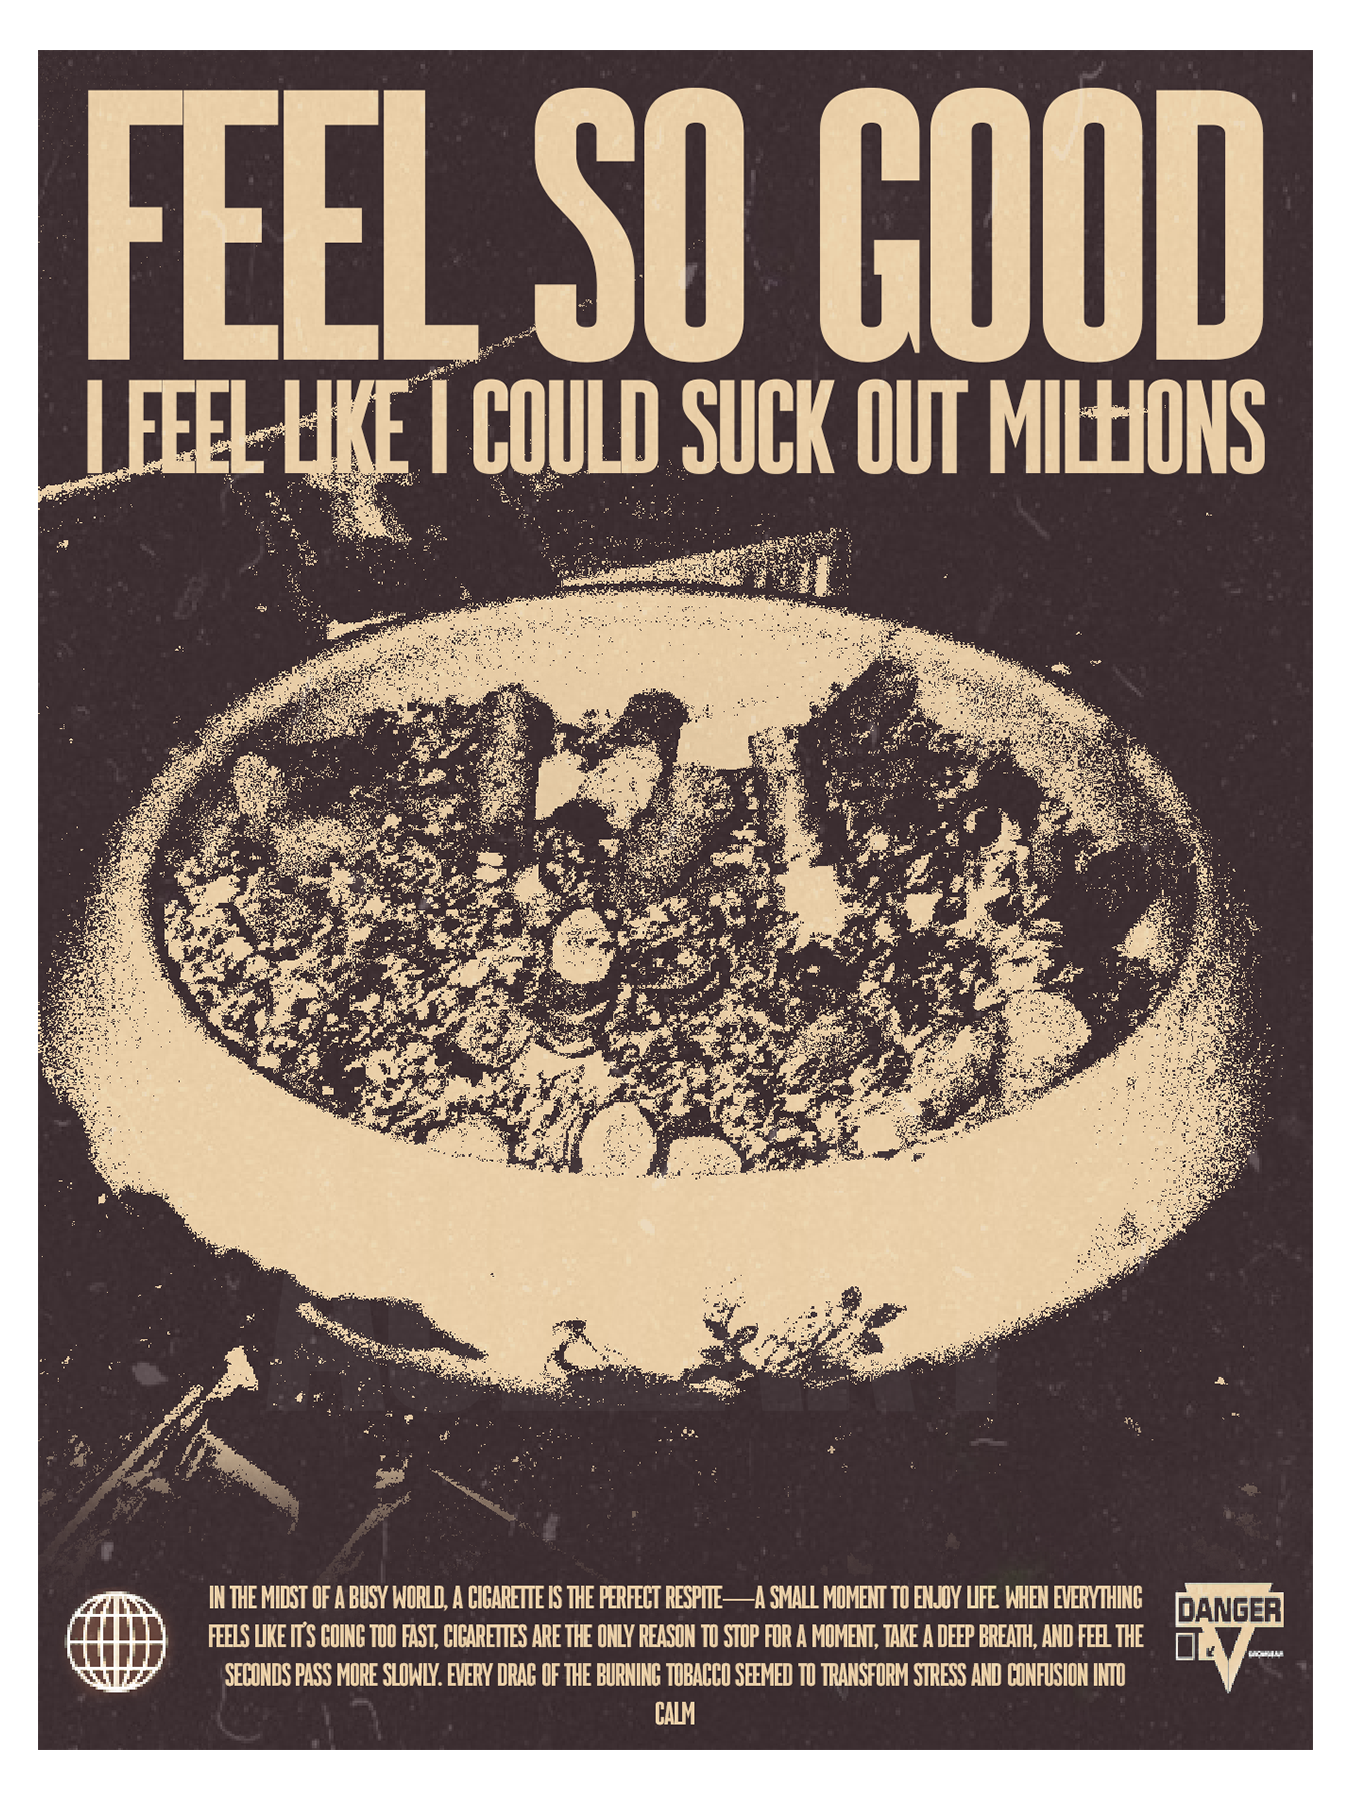 FEEL SO GOOD
I FEEL LIKE I COULD SUCK OUT MILLIONS
IN THE MIDST OF A BUSY WORLD, A CIGARETTE IS THE PERFECT RESPITE—A SMALL MOMENT TO ENJOY LIFE. WHEN EVERYTHING
FEELS LIKE IT'S GOING TOO FAST, CIGARETTES ARE THE ONLY REASON TO STOP FOR A MOMENT, TAKE A DEEP BREATH, AND FEEL THE
SECONDS PASS MORE SLOWLY. EVERY DRAG OF THE BURNING TOBACCO SEEMED TO TRANSFORM STRESS AND CONFUSION INTO
CALM
DANGER